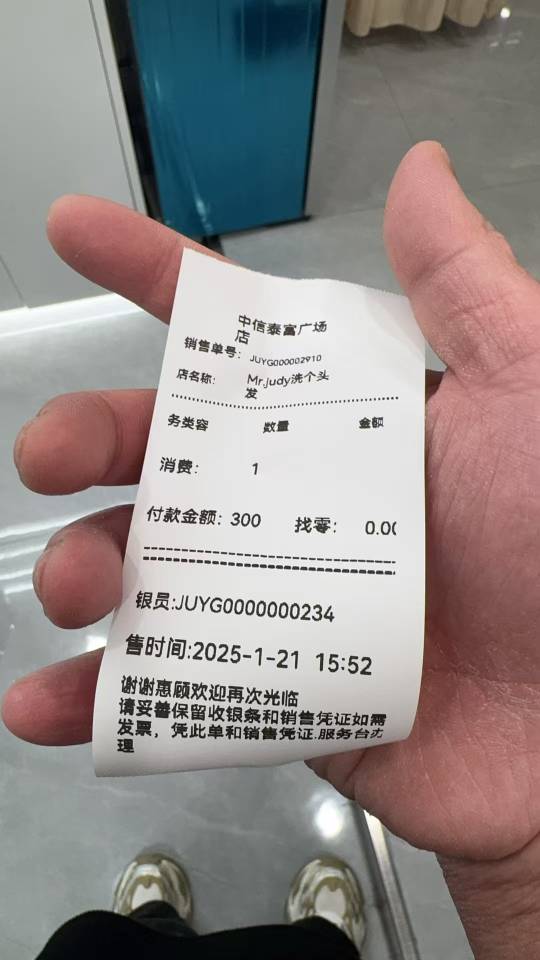 中信泰富广场
店
销售单号: JUYG000002910
店名称: Mr.judy洗个头
发
务类容 数量 金额
消费: 1
付款金额: 300 找零: 0.00
银员:JUYG0000000234
售时间:2025-1-21 15:52
谢谢惠顾欢迎再次光临
请妥善保留收银条和销售凭证如需
发票，凭此单和销售凭证.服务台办
理